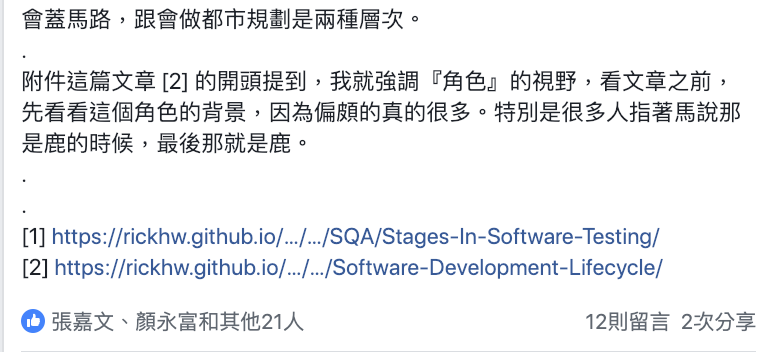 會蓋馬路，跟會做都市規劃是兩種層次。
.
附件這篇文章 [2] 的開頭提到，我就強調『角色』的視野，看文章之前，
先看看這個角色的背景，因為偏頗的真的很多。特別是很多人指著馬說那
是鹿的時候，最後那就是鹿。
.
.
[1] https://rickhw.github.io/.../.../SQA/Stages-In-Software-Testing/
[2] https://rickhw.github.io/.../.../Software-Development-Lifecycle/
張嘉文、顏永富和其他21人 12則留言 2次分享